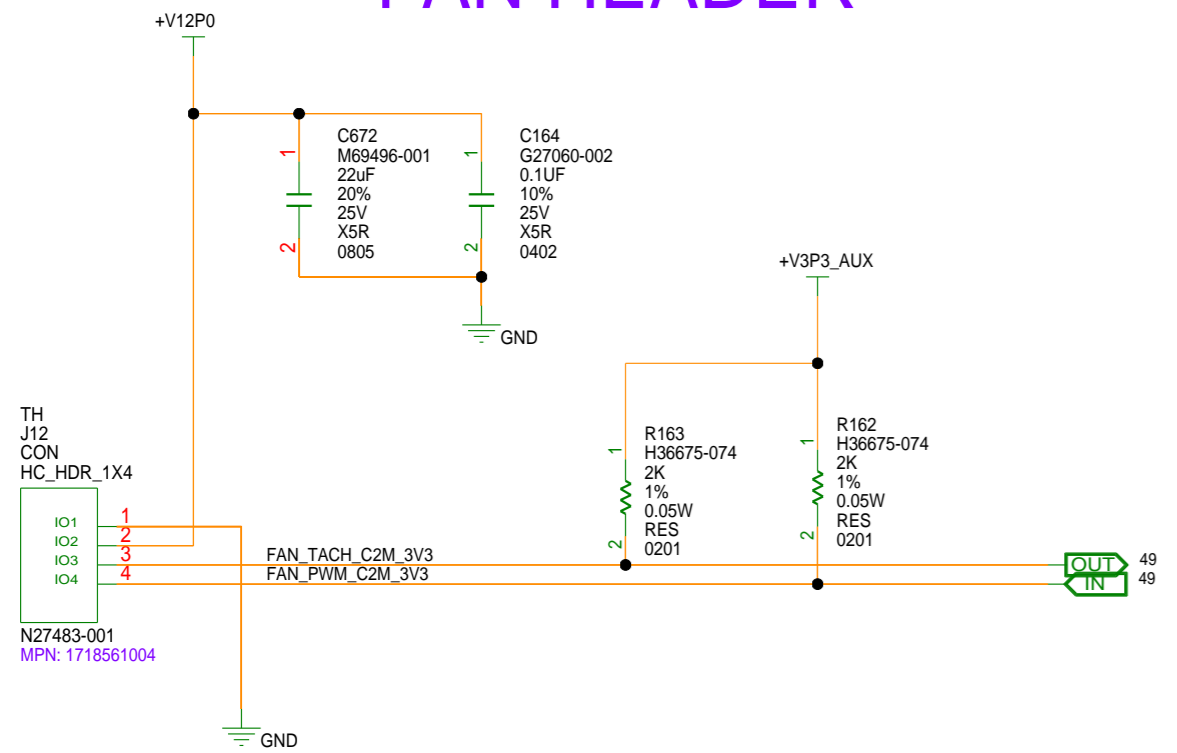 FAN HEADER
+V12P0
1
C672
M69496-001
22uF
20%
25V
X5R
0805
2
1
C164
G27060-002
0.1UF
10%
25V
X5R
0402
2
GND
+V3P3_AUX
1
R163
H36675-074
2K
1%
0.05W
RES
0201
2
1
R162
H36675-074
2K
1%
0.05W
RES
0201
2
TH
J12
CON
HC_HDR_1X4
IO1 1
IO2 2
IO3 3
IO4 4
FAN_TACH_C2M_3V3
FAN_PWM_C2M_3V3
OUT 49
IN 49
N27483-001
MPN: 1718561004
GND